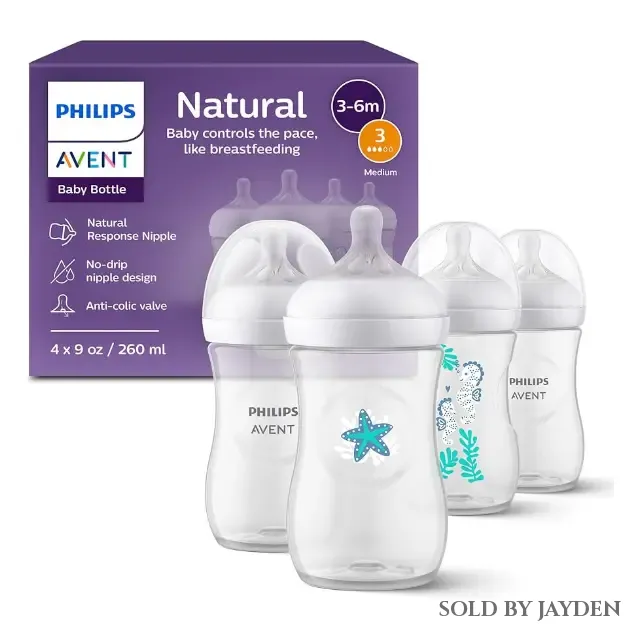 PHILIPS
AVENT
Baby Bottle
Natural
Baby controls the pace,
like breastfeeding
3-6m
3
Medium
Natural
Response Nipple
No-drip
nipple design
Anti-colic valve
4 x 9 oz / 260 ml
PHILIPS
AVENT
PHILIPS
AVENT
SOLD BY JAYDEN